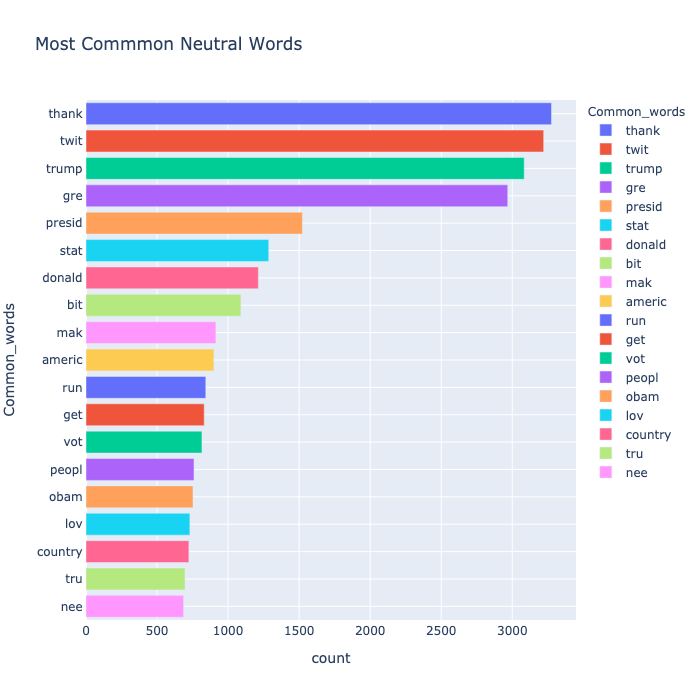 Most Commmon Neutral Words
Common_words
thank
twit
trump
gre
presid
stat
donald
bit
mak
americ
run
get
vot
peopl
obam
lov
country
tru
nee
0 500 1000 1500 2000 2500 3000
count
Common_words
thank
twit
trump
gre
presid
stat
donald
bit
mak
americ
run
get
vot
peopl
obam
lov
country
tru
nee